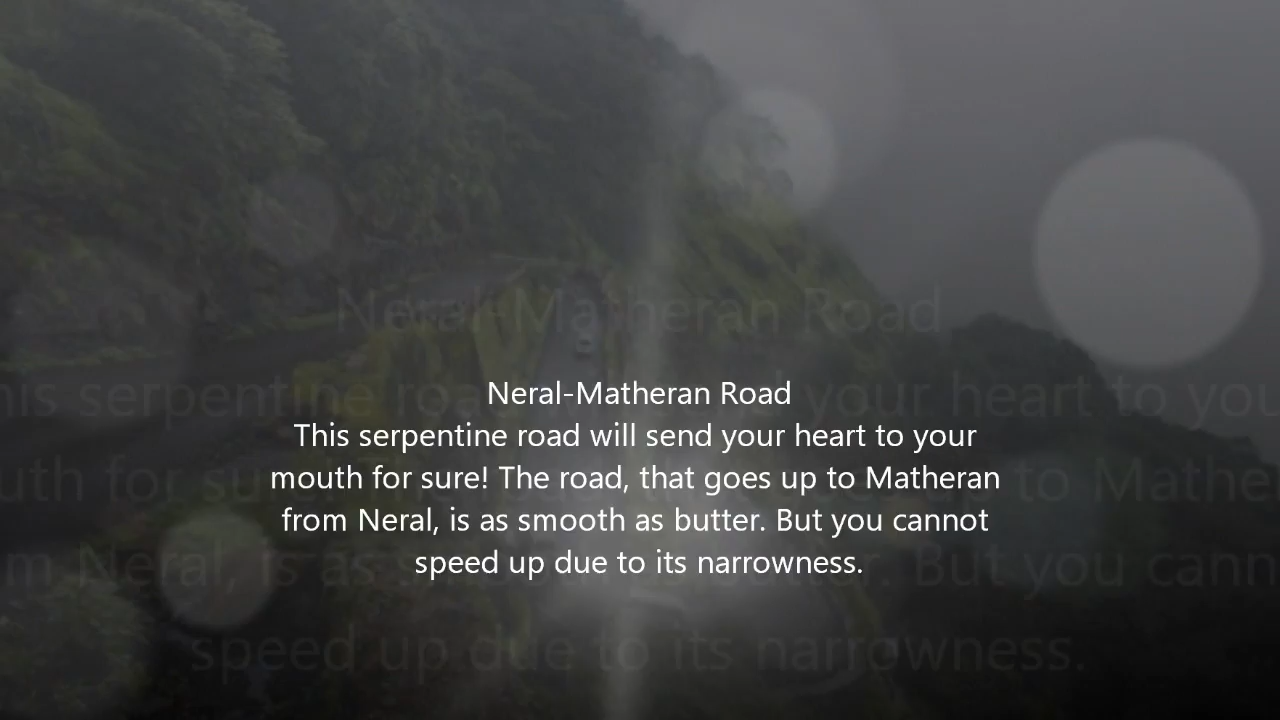 Neral-Matheran Road
This serpentine road will send your heart to your
mouth for sure! The road, that goes up to Matheran
from Neral, is as smooth as butter. But you cannot
speed up due to its narrowness.